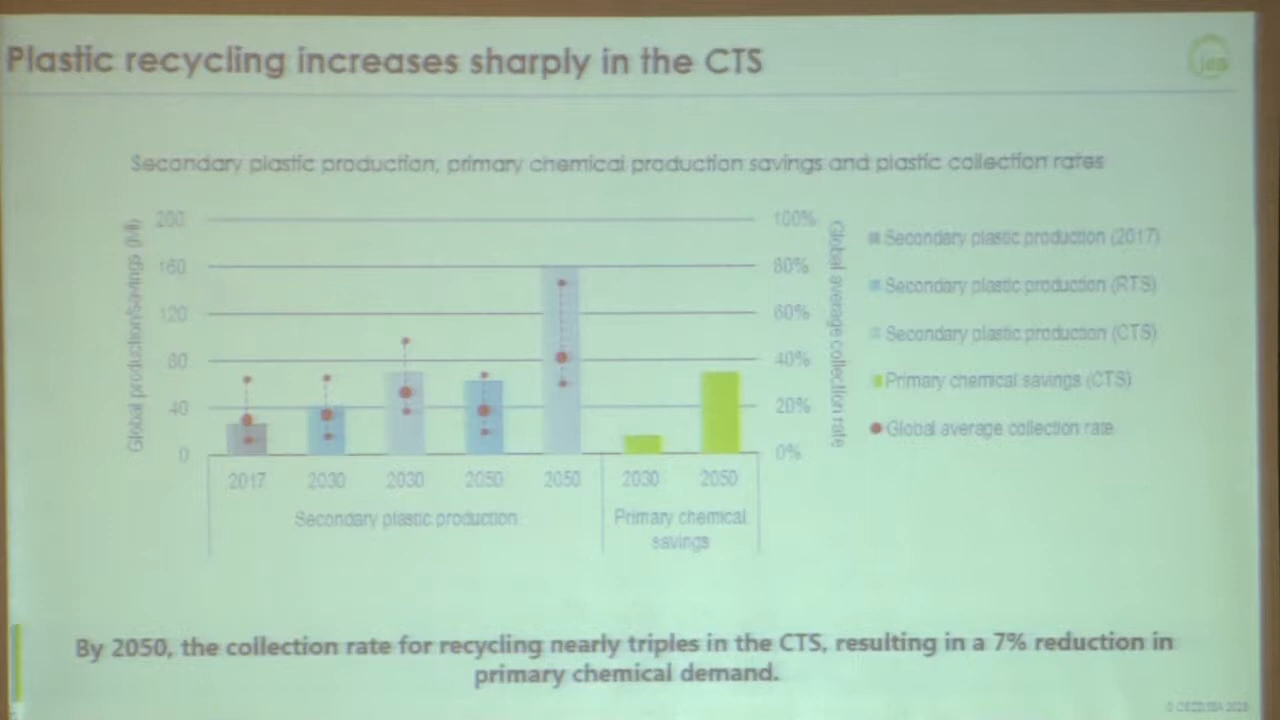 Plastic recycling increases sharply in the CTS
iea
Secondary plastic production, primary chemical production savings and plastic collection rates
Global production/savings (Mt)
200
160
120
80
40
0
100%
80%
60%
40%
20%
0%
Global average collection rate
Secondary plastic production (2017)
Secondary plastic production (RTS)
Secondary plastic production (CTS)
Primary chemical savings (CTS)
Global average collection rate
2017 2030 2030 2050 2050 2030 2050
Secondary plastic production
Primary chemical
savings
By 2050, the collection rate for recycling nearly triples in the CTS, resulting in a 7% reduction in
primary chemical demand.